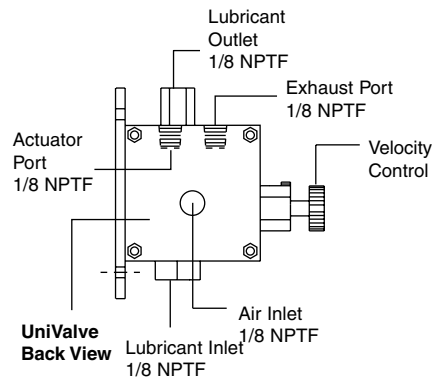 Lubricant
Outlet
1/8 NPTF
Exhaust Port
1/8 NPTF
Actuator
Port
1/8 NPTF
Velocity
Control
Air Inlet
1/8 NPTF
UniValve
Back View
Lubricant Inlet
1/8 NPTF